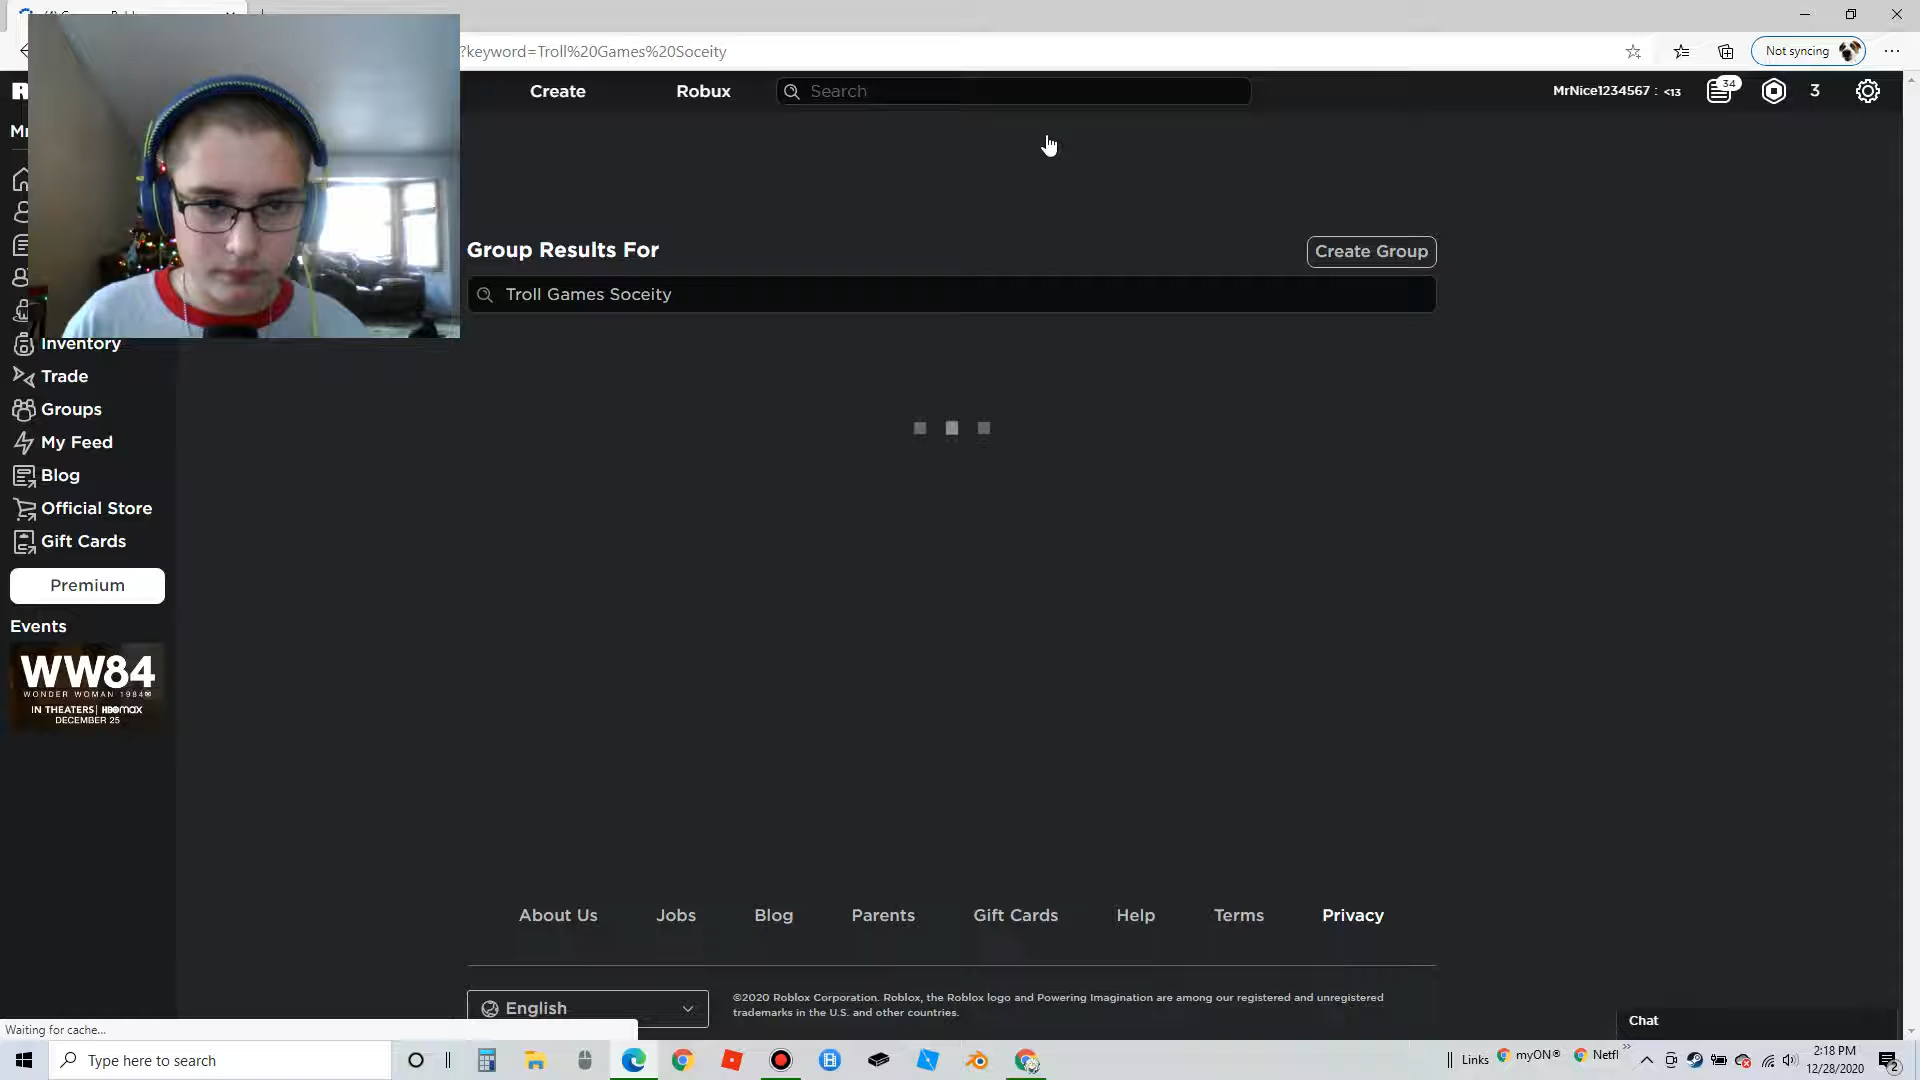 ?keyword=Troll%20Games%20Soceity
Not syncing
Create
Robux
Search
MrNice1234567 : <13
34
3
Group Results For
Create Group
Troll Games Soceity
Inventory
Trade
Groups
My Feed
Blog
Official Store
Gift Cards
Premium
Events
WW84
WONDER WOMAN 1984
IN THEATERS | HBOMAX
DECEMBER 25
About Us
Jobs
Blog
Parents
Gift Cards
Help
Terms
Privacy
English
©2020 Roblox Corporation. Roblox, the Roblox logo and Powering Imagination are among our registered and unregistered
trademarks in the U.S. and other countries.
Chat
Waiting for cache...
Type here to search
Links
myON®
Netfl
2:18 PM
12/28/2020
2